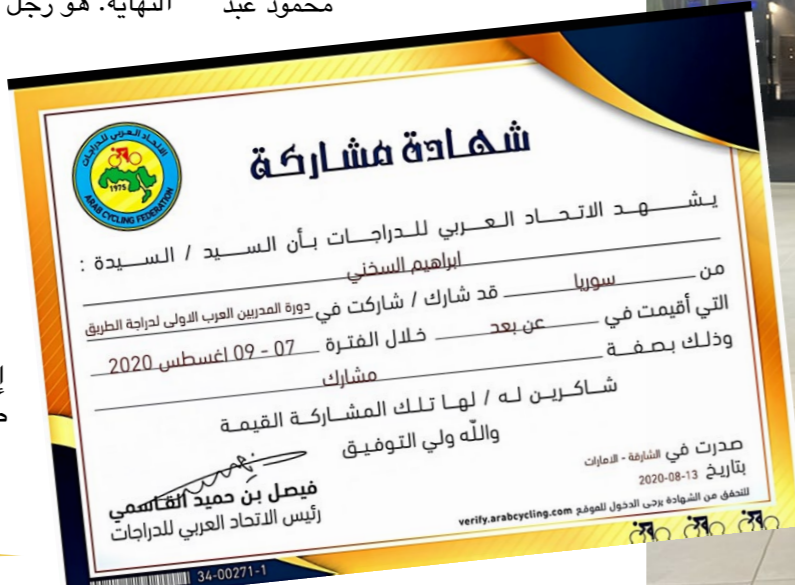 محمود عبد
النهاية. هو رجل
الاتحاد العربي للدراجات
1975
ARAB CYCLING FEDERATION
شهادة مشاركة
يشهد الاتحاد العربي للدراجات بأن السيد / السيدة :
ابراهيم السخني
من سوريا قد شارك / شاركت في دورة المدربين العرب الاولى لدراجة الطريق
التي أقيمت في عن بعد خلال الفترة 07 - 09 اغسطس 2020
وذلك بصفة مشارك
شاكرين له / لها تلك المشاركة القيمة
والله ولي التوفيق
فيصل بن حميد القاسمي
رئيس الاتحاد العربي للدراجات
صدرت في الشارقة - الامارات
بتاريخ 2020-08-13
للتحقق من الشهادة يرجى الدخول للموقع verify.arabcycling.com
34-00271-1